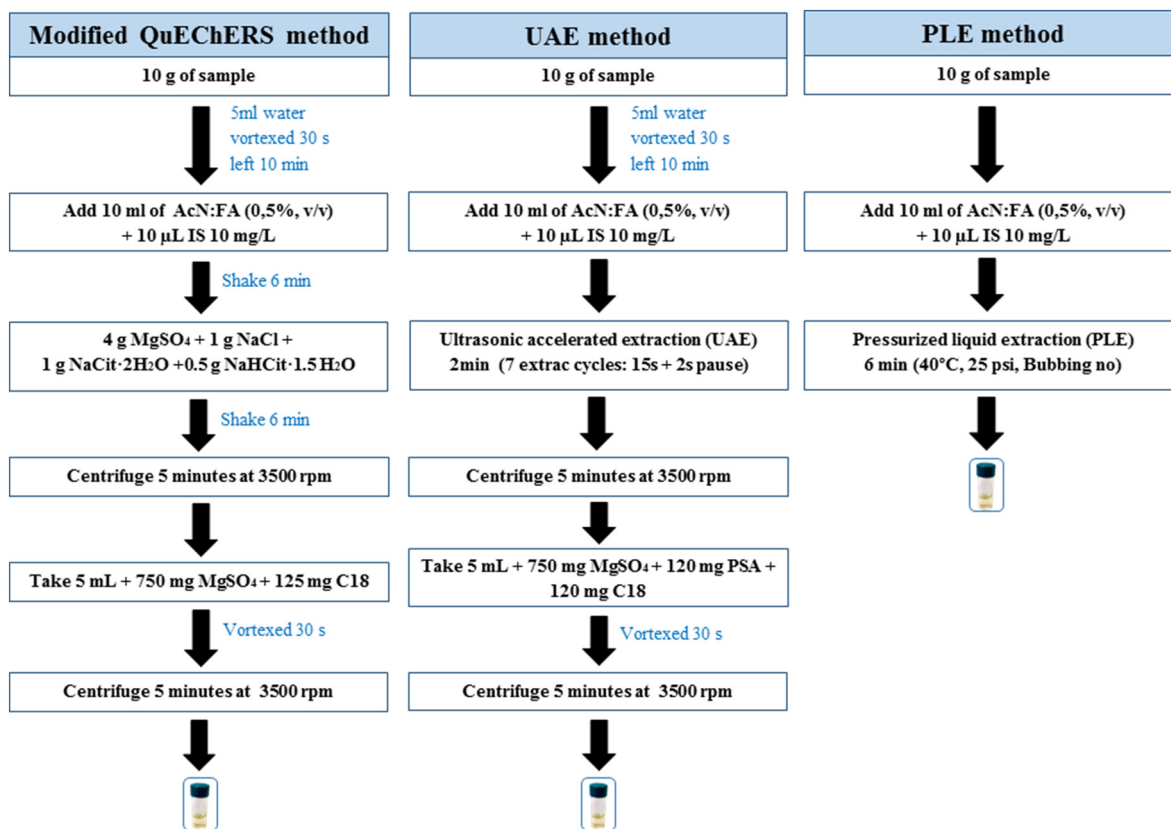 Modified QuEChERS method
10 g of sample
5ml water
vortexed 30 s
left 10 min
Add 10 ml of AcN:FA (0,5%, v/v)
+ 10 µL IS 10 mg/L
Shake 6 min
4 g MgSO₄ + 1 g NaCl +
1 g NaCit·2H₂O +0.5 g NaHCit·1.5 H₂O
Shake 6 min
Centrifuge 5 minutes at 3500 rpm
Take 5 mL + 750 mg MgSO₄ + 125 mg C18
Vortexed 30 s
Centrifuge 5 minutes at 3500 rpm
UAE method
10 g of sample
5ml water
vortexed 30 s
left 10 min
Add 10 ml of AcN:FA (0,5%, v/v)
+ 10 µL IS 10 mg/L
Ultrasonic accelerated extraction (UAE)
2min (7 extrac cycles: 15s + 2s pause)
Centrifuge 5 minutes at 3500 rpm
Take 5 mL + 750 mg MgSO₄ + 120 mg PSA +
120 mg C18
Vortexed 30 s
Centrifuge 5 minutes at 3500 rpm
PLE method
10 g of sample
Add 10 ml of AcN:FA (0,5%, v/v)
+ 10 µL IS 10 mg/L
Pressurized liquid extraction (PLE)
6 min (40°C, 25 psi, Bubbing no)